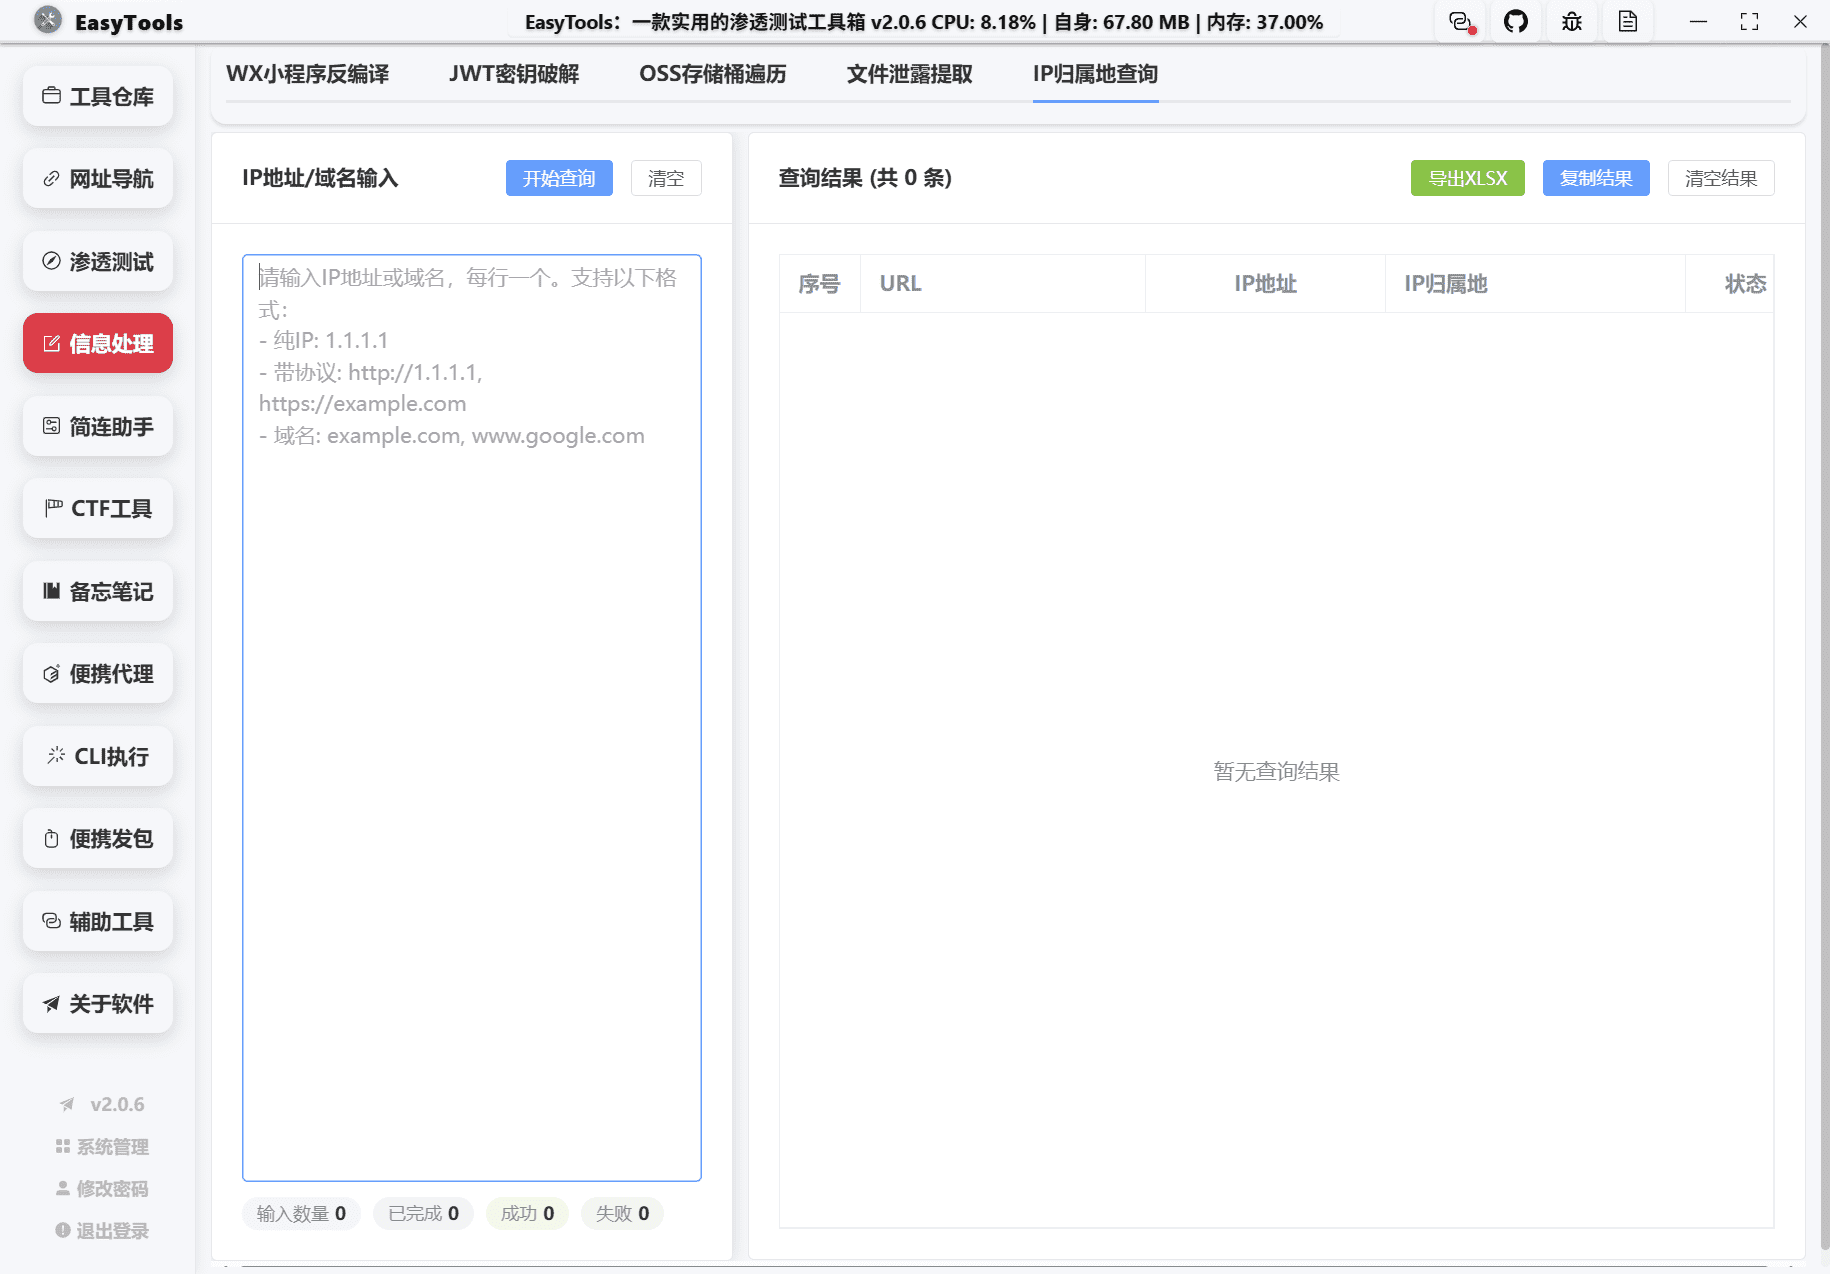 EasyTools
EasyTools：一款实用的渗透测试工具箱 v2.0.6 CPU: 8.18% | 自身: 67.80 MB | 内存: 37.00%
工具仓库
网址导航
渗透测试
信息处理
简连助手
CTF工具
备忘笔记
便携代理
CLI执行
便携发包
辅助工具
关于软件
v2.0.6
系统管理
修改密码
退出登录
WX小程序反编译 JWT密钥破解 OSS存储桶遍历 文件泄露提取 IP归属地查询
IP地址/域名输入 开始查询 清空
请输入IP地址或域名，每行一个。支持以下格
式：
- 纯IP: 1.1.1.1
- 带协议: http://1.1.1.1,
https://example.com
- 域名: example.com, www.google.com
输入数量 0 已完成 0 成功 0 失败 0
查询结果 (共 0 条) 导出XLSX 复制结果 清空结果
序号 URL IP地址 IP归属地 状态
暂无查询结果